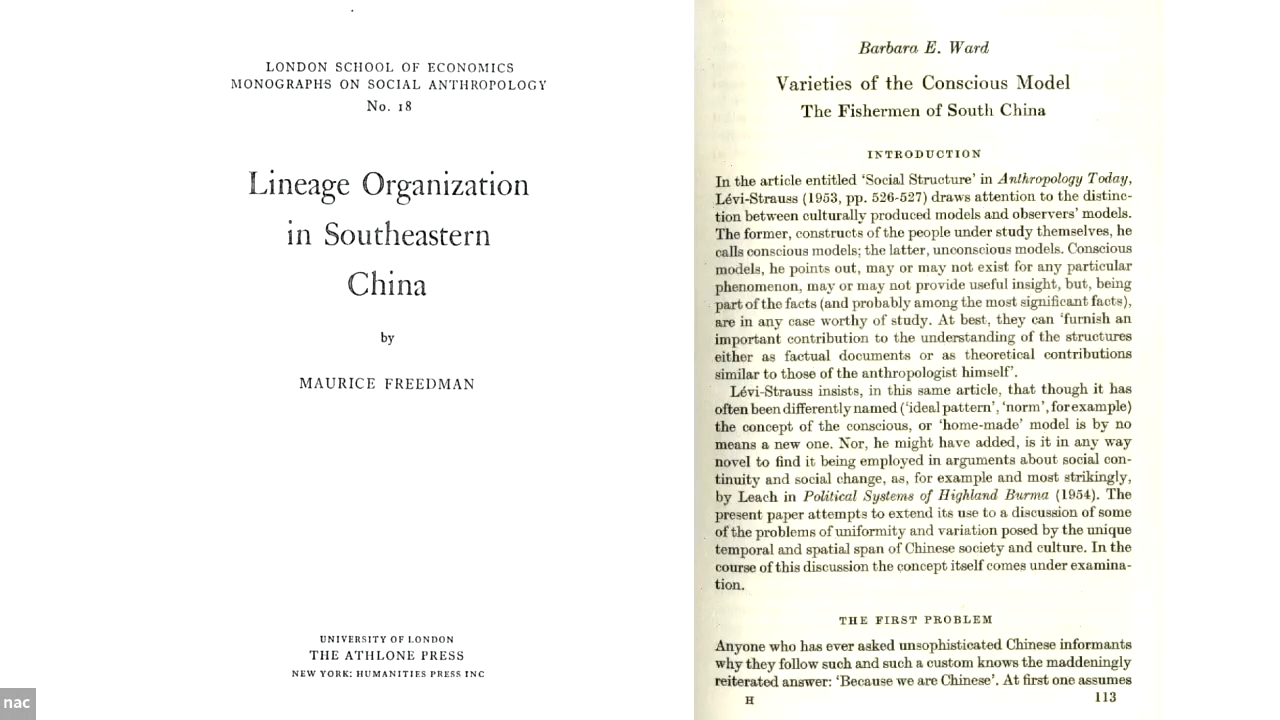 LONDON SCHOOL OF ECONOMICS
MONOGRAPHS ON SOCIAL ANTHROPOLOGY
No. 18
Lineage Organization
in Southeastern
China
by
MAURICE FREEDMAN
UNIVERSITY OF LONDON
THE ATHLONE PRESS
NEW YORK: HUMANITIES PRESS INC
nac
Barbara E. Ward
Varieties of the Conscious Model
The Fishermen of South China
INTRODUCTION
In the article entitled ‘Social Structure’ in Anthropology Today,
Lévi-Strauss (1953, pp. 526-527) draws attention to the distinc-
tion between culturally produced models and observers’ models.
The former, constructs of the people under study themselves, he
calls conscious models; the latter, unconscious models. Conscious
models, he points out, may or may not exist for any particular
phenomenon, may or may not provide useful insight, but, being
part of the facts (and probably among the most significant facts),
are in any case worthy of study. At best, they can ‘furnish an
important contribution to the understanding of the structures
either as factual documents or as theoretical contributions
similar to those of the anthropologist himself’.
Lévi-Strauss insists, in this same article, that though it has
often been differently named (‘ideal pattern’, ‘norm’, for example)
the concept of the conscious, or ‘home-made’ model is by no
means a new one. Nor, he might have added, is it in any way
novel to find it being employed in arguments about social con-
tinuity and social change, as, for example and most strikingly,
by Leach in Political Systems of Highland Burma (1954). The
present paper attempts to extend its use to a discussion of some
of the problems of uniformity and variation posed by the unique
temporal and spatial span of Chinese society and culture. In the
course of this discussion the concept itself comes under examina-
tion.
THE FIRST PROBLEM
Anyone who has ever asked unsophisticated Chinese informants
why they follow such and such a custom knows the maddeningly
reiterated answer: ‘Because we are Chinese’. At first one assumes
H
113